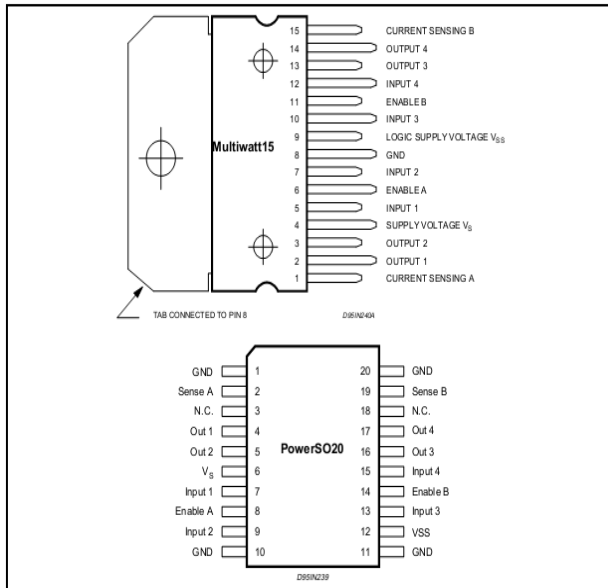 15 CURRENT SENSING B
14 OUTPUT 4
13 OUTPUT 3
12 INPUT 4
11 ENABLE B
10 INPUT 3
9 LOGIC SUPPLY VOLTAGE VSS
Multiwatt15
8 GND
7 INPUT 2
6 ENABLE A
5 INPUT 1
4 SUPPLY VOLTAGE VS
3 OUTPUT 2
2 OUTPUT 1
1 CURRENT SENSING A
TAB CONNECTED TO PIN 8
D95IN240A
GND 1 20 GND
Sense A 2 19 Sense B
N.C. 3 18 N.C.
Out 1 4 17 Out 4
Out 2 5 PowerSO20 16 Out 3
VS 6 15 Input 4
Input 1 7 14 Enable B
Enable A 8 13 Input 3
Input 2 9 12 VSS
GND 10 11 GND
D95IN239